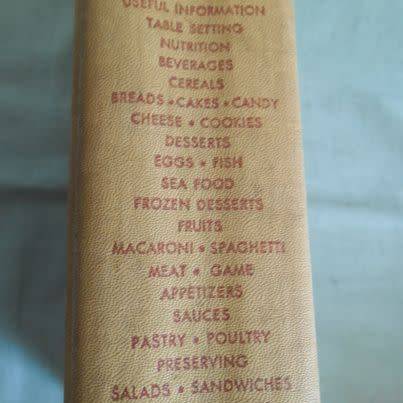 USEFUL INFORMATION
TABLE SETTING
NUTRITION
BEVERAGES
CEREALS
BREADS • CAKES • CANDY
CHEESE • COOKIES
DESSERTS
EGGS • FISH
SEA FOOD
FROZEN DESSERTS
FRUITS
MACARONI • SPAGHETTI
MEAT • GAME
APPETIZERS
SAUCES
PASTRY • POULTRY
PRESERVING
SALADS • SANDWICHES